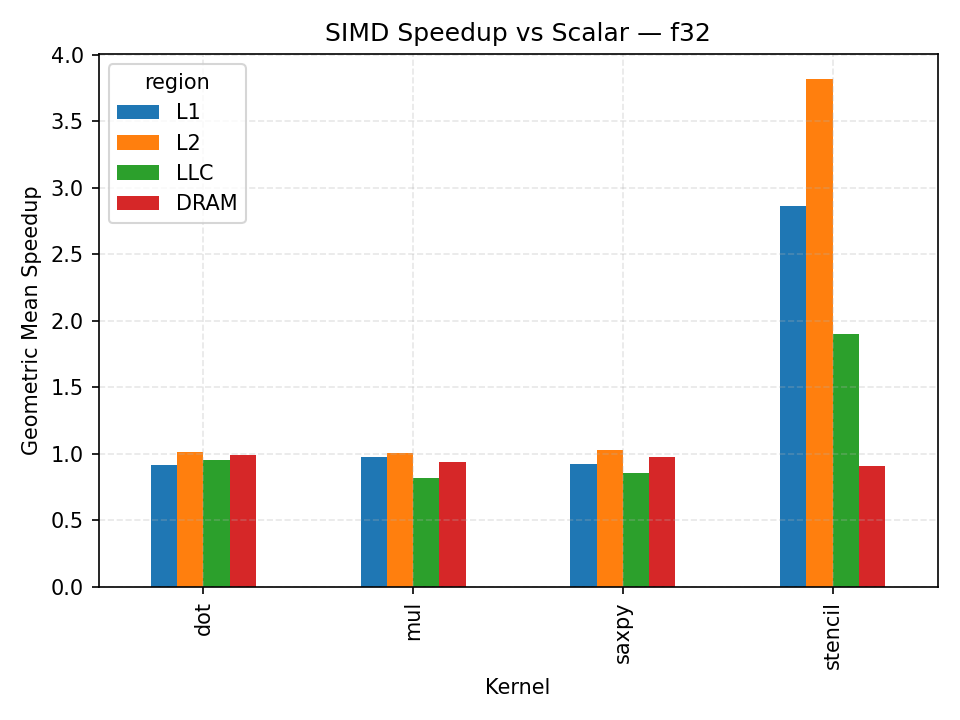 SIMD Speedup vs Scalar — f32
Geometric Mean Speedup
4.0
3.5
3.0
2.5
2.0
1.5
1.0
0.5
0.0
region
L1
L2
LLC
DRAM
dot
mul
saxpy
stencil
Kernel